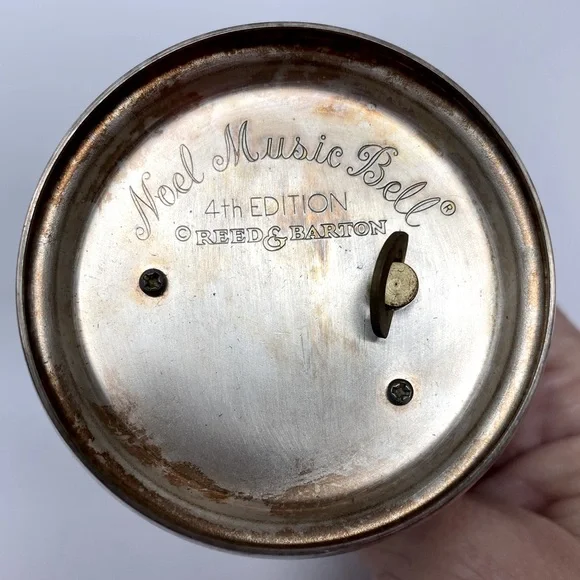 Noel Music Bell®
4th EDITION
© REED & BARTON